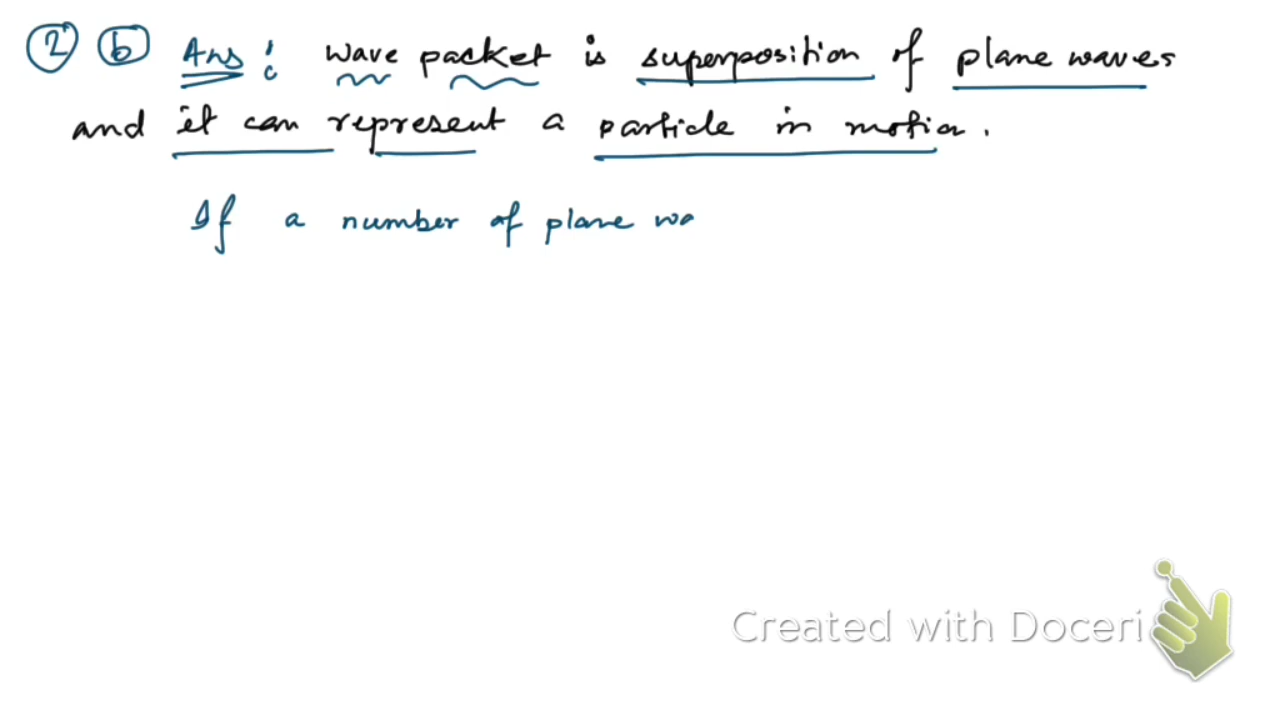 2 b Ans : Wave packet is superposition of plane waves
and it can represent a particle in motion.
If a number of plane wa
Created with Doceri